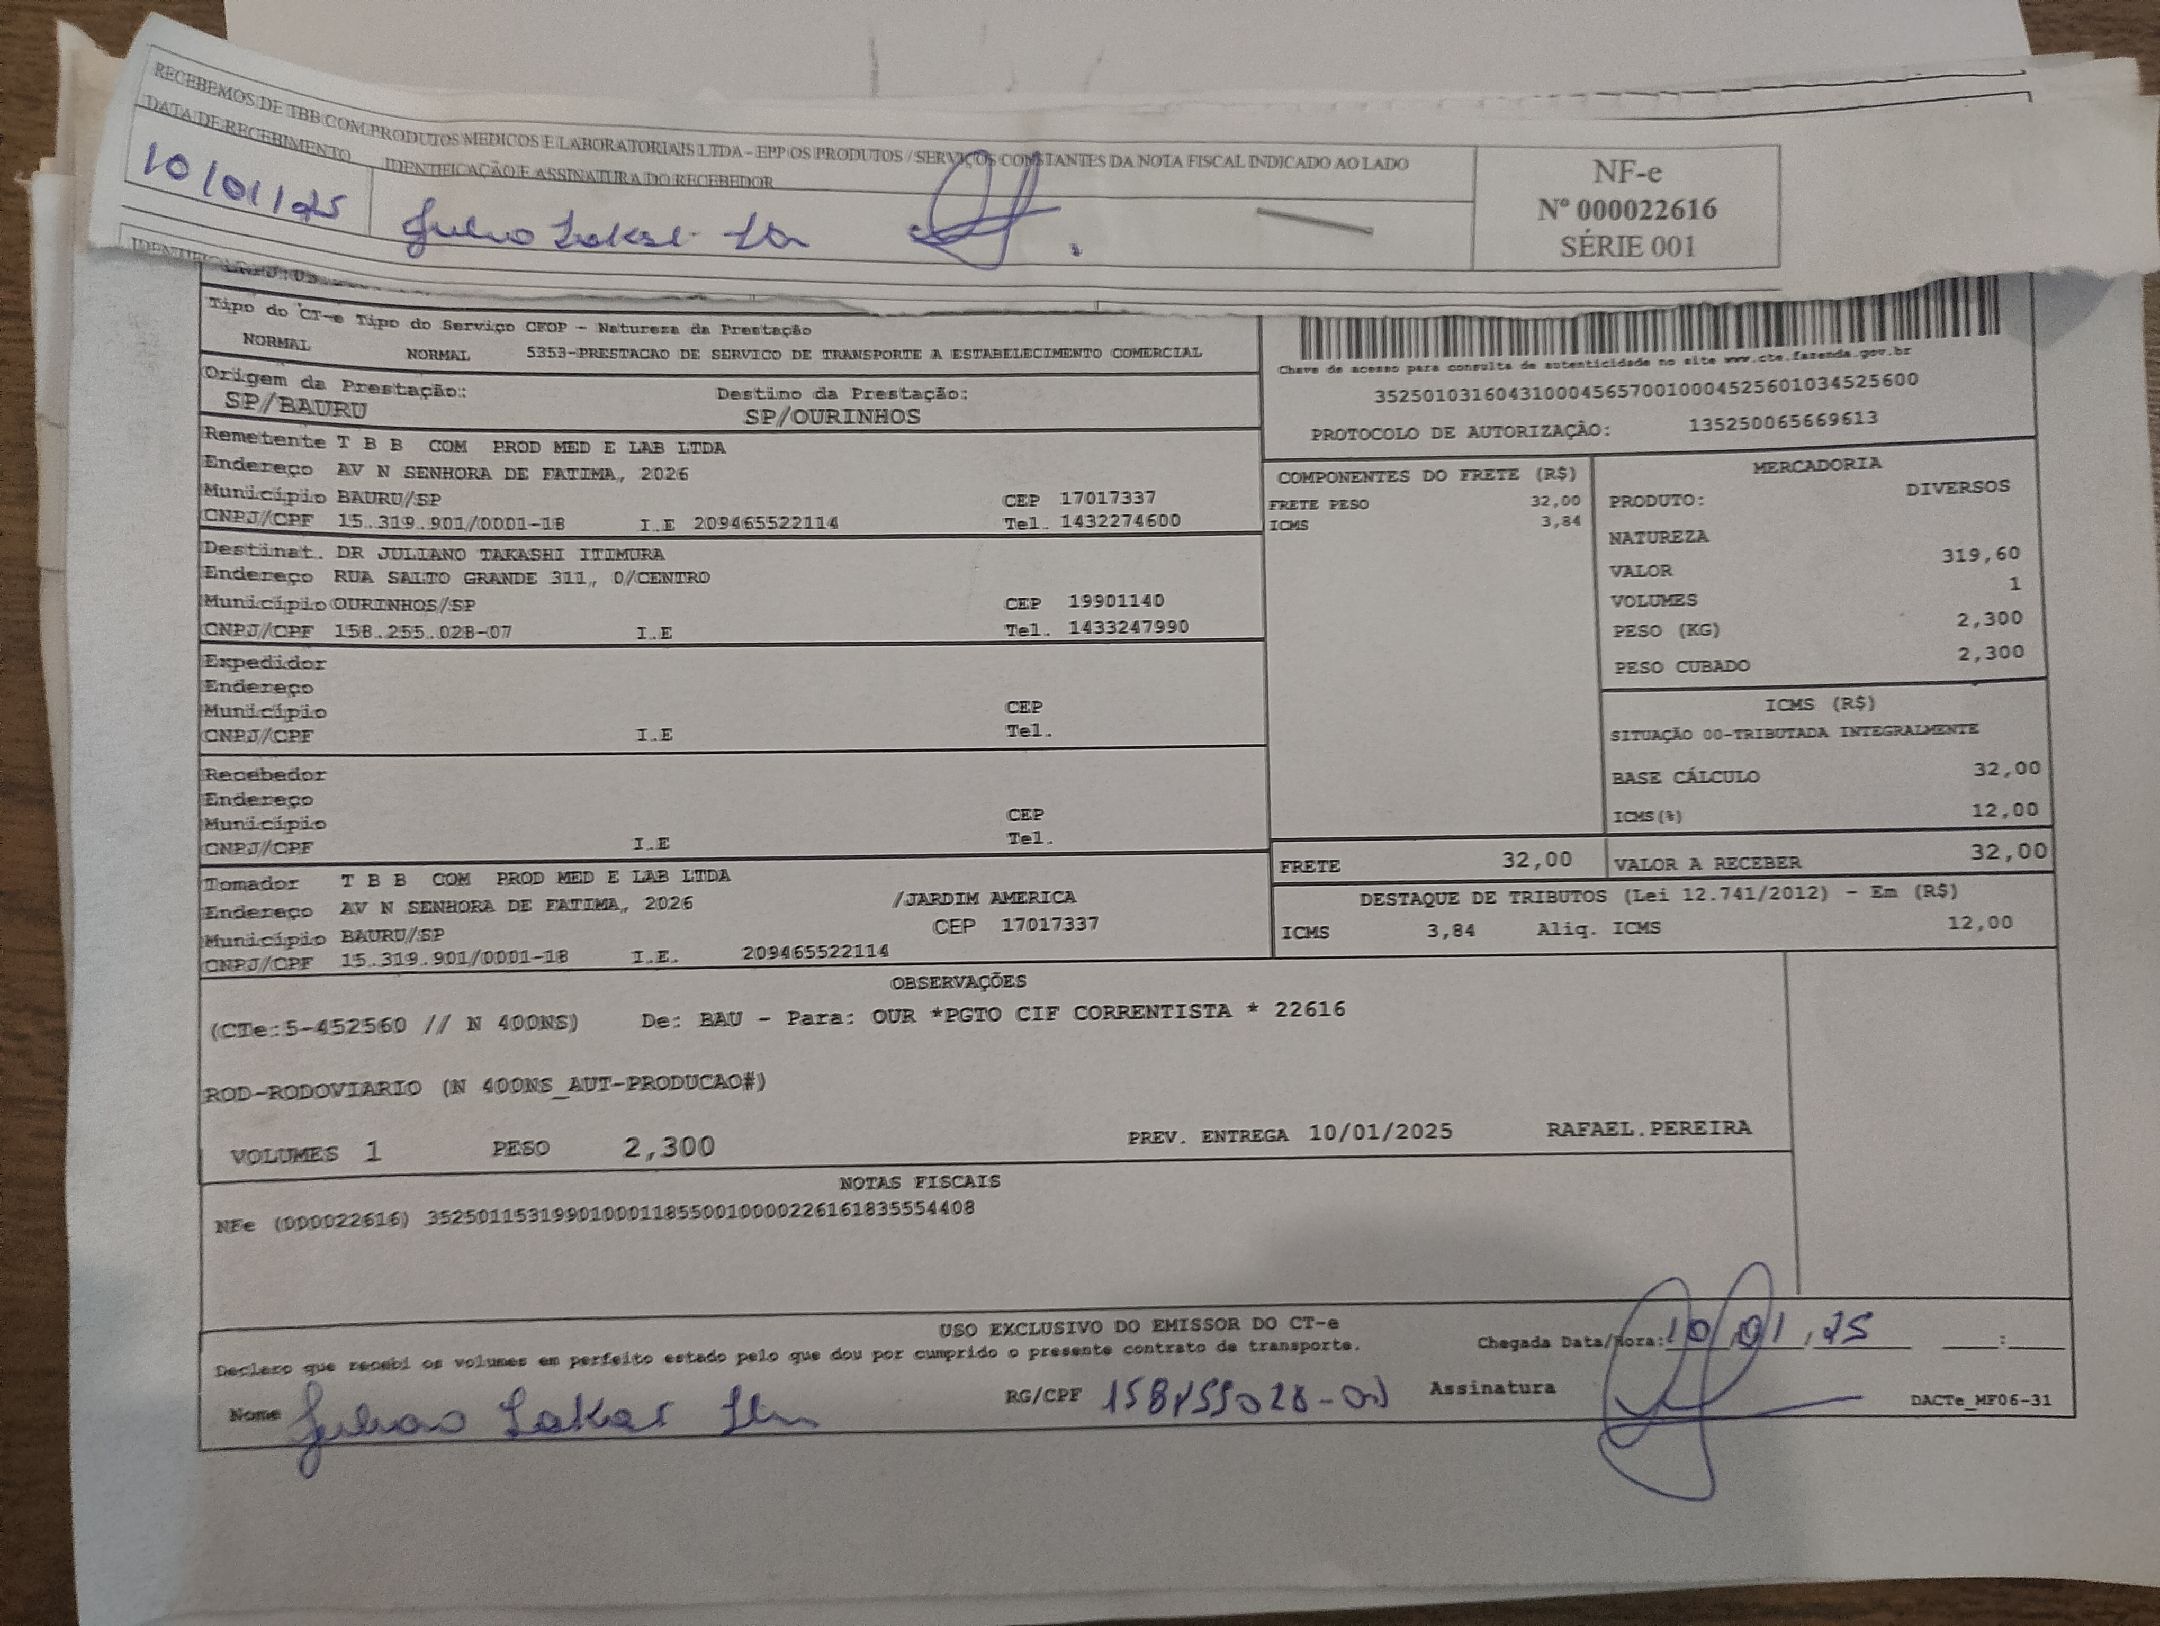 RECEBEMOS DE TBB COM PRODUTOS MEDICOS E LABORATORIAIS LTDA - EPP OS PRODUTOS / SERVIÇOS CONSTANTES DA NOTA FISCAL INDICADO AO LADO
DATA DE RECEBIMENTO IDENTIFICAÇÃO E ASSINATURA DO RECEBEDOR
10/01/25
NF-e
Nº 000022616
SÉRIE 001
Tipo do CT-e Tipo do Serviço CFOP - Natureza da Prestação
NORMAL NORMAL 5353-PRESTACAO DE SERVICO DE TRANSPORTE A ESTABELECIMENTO COMERCIAL
Chave de acesso para consulta de autenticidade no site www.cte.fazenda.gov.br
35250103160431000456570010004525601034525600
PROTOCOLO DE AUTORIZAÇÃO: 135250065669613
Origem da Prestação: Destino da Prestação:
SP/BAURU SP/OURINHOS
Remetente T B B COM PROD MED E LAB LTDA
Endereço AV N SENHORA DE FATIMA, 2026
Município BAURU/SP CEP 17017337
CNPJ/CPF 15.319.901/0001-18 I.E 209465522114 Tel. 1432274600
Destinat. DR JULIANO TAKASHI ITIMURA
Endereço RUA SALTO GRANDE 311, 0/CENTRO
Município OURINHOS/SP CEP 19901140
CNPJ/CPF 158.255.028-07 I.E Tel. 1433247990
Expedidor
Endereço
Município CEP
CNPJ/CPF I.E Tel.
Recebedor
Endereço
Município CEP
CNPJ/CPF I.E Tel.
Tomador T B B COM PROD MED E LAB LTDA
Endereço AV N SENHORA DE FATIMA, 2026 /JARDIM AMERICA
Município BAURU/SP CEP 17017337
CNPJ/CPF 15.319.901/0001-18 I.E. 209465522114
COMPONENTES DO FRETE (R$)
FRETE PESO 32,00
ICMS 3,84
MERCADORIA
PRODUTO: DIVERSOS
NATUREZA
VALOR 319,60
VOLUMES 1
PESO (KG) 2,300
PESO CUBADO 2,300
ICMS (R$)
SITUAÇÃO 00-TRIBUTADA INTEGRALMENTE
BASE CÁLCULO 32,00
ICMS(%) 12,00
FRETE 32,00 VALOR A RECEBER 32,00
DESTAQUE DE TRIBUTOS (Lei 12.741/2012) - Em (R$)
ICMS 3,84 Aliq. ICMS 12,00
OBSERVAÇÕES
(CTe:5-452560 // N 400NS) De: BAU - Para: OUR *PGTO CIF CORRENTISTA * 22616
ROD-RODOVIARIO (N 400NS_AUT-PRODUCAO#)
VOLUMES 1 PESO 2,300 PREV. ENTREGA 10/01/2025 RAFAEL.PEREIRA
NOTAS FISCAIS
NFe (000022616) 35250115319901000118550010000226161835554408
USO EXCLUSIVO DO EMISSOR DO CT-e
Declaro que recebi os volumes em perfeito estado pelo que dou por cumprido o presente contrato de transporte. Chegada Data/Hora: 10,01,25 :
Nome RG/CPF Assinatura DACTe_MF06-31